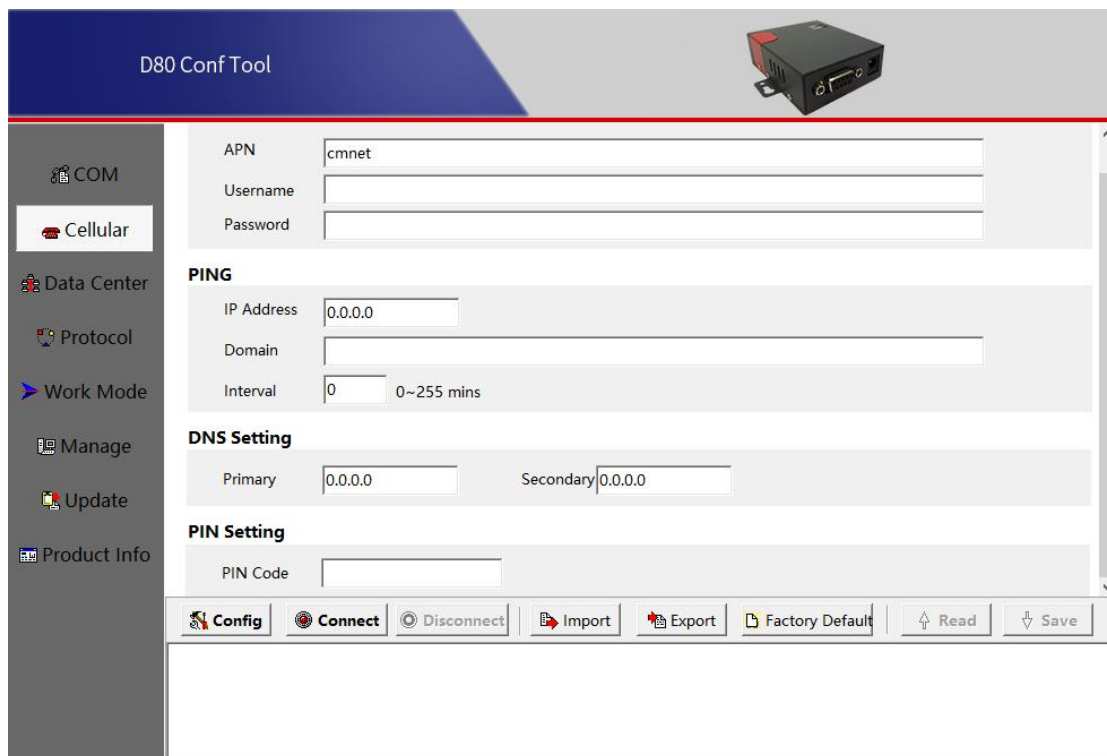 D80 Conf Tool
COM
Cellular
Data Center
Protocol
Work Mode
Manage
Update
Product Info
APN cmnet
Username
Password
PING
IP Address 0.0.0.0
Domain
Interval 0 0~255 mins
DNS Setting
Primary 0.0.0.0 Secondary 0.0.0.0
PIN Setting
PIN Code
Config Connect Disconnect Import Export Factory Default Read Save